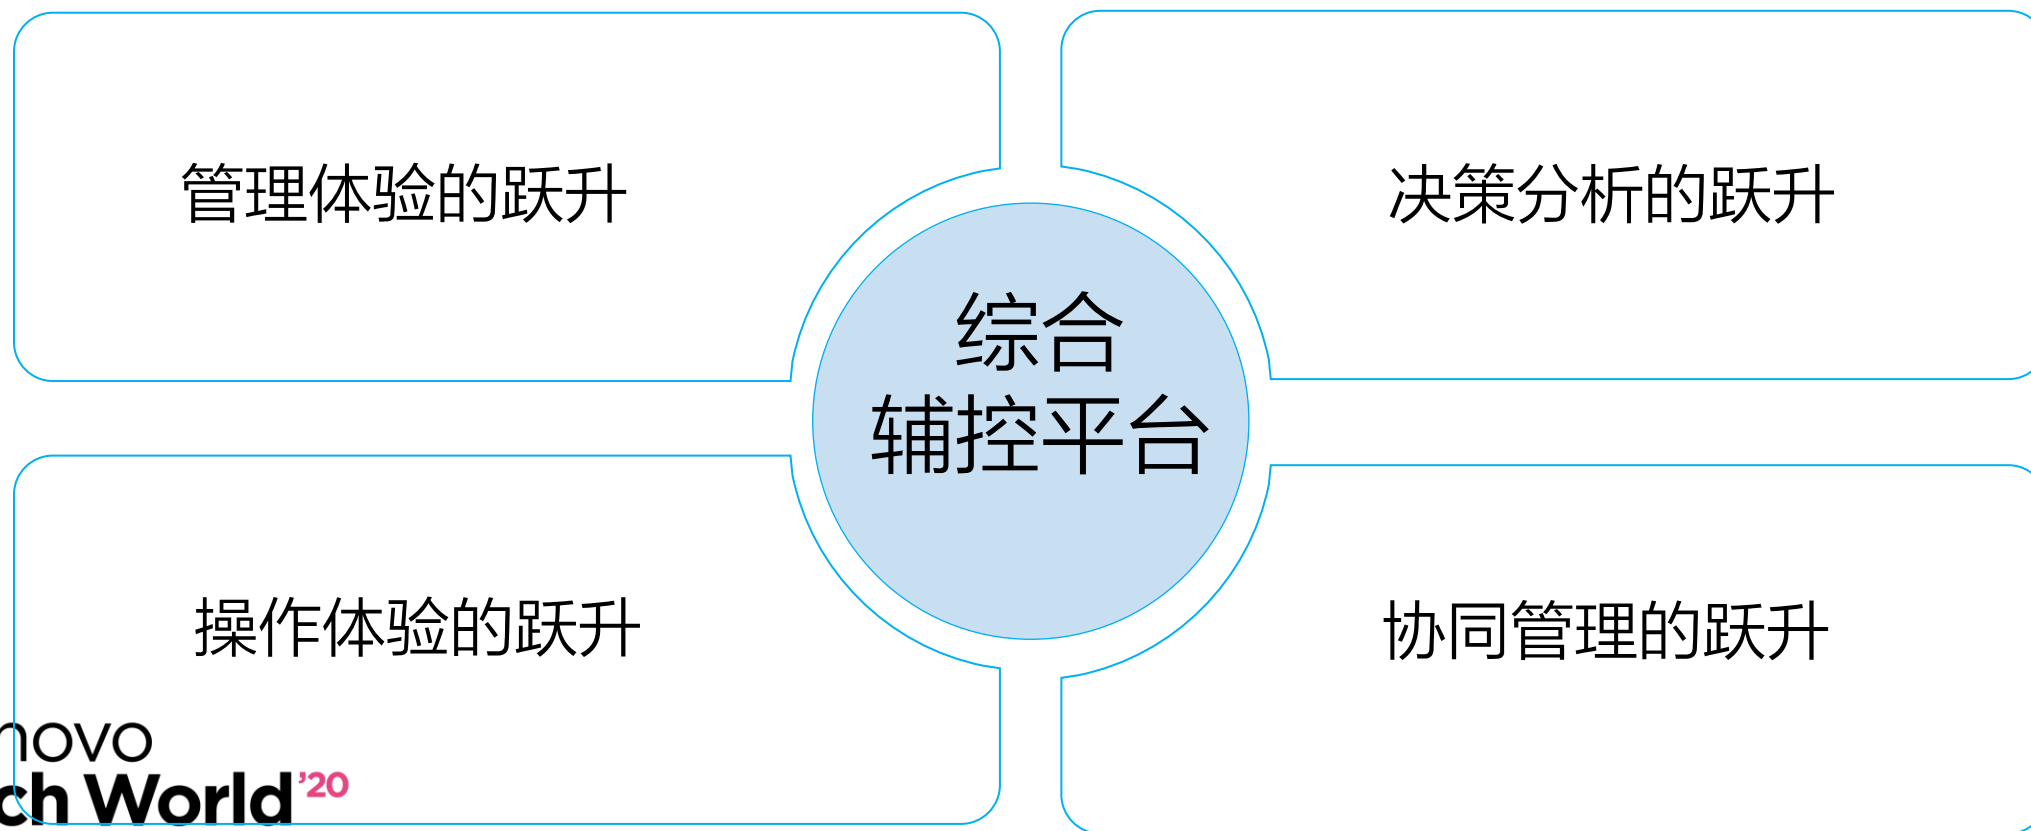 管理体验的跃升
决策分析的跃升
综合
辅控平台
操作体验的跃升
协同管理的跃升
novo
ch World '20